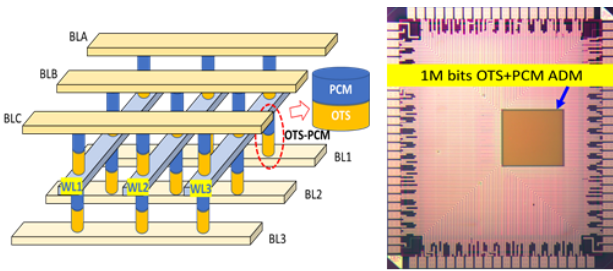 BLA
BLB
BLC
PCM
OTS
OTS-PCM
BL1
WL1
WL2
WL3
BL2
BL3
1M bits OTS+PCM ADM